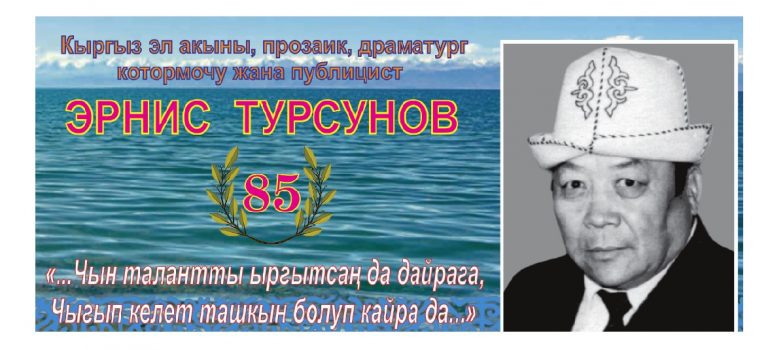 Кыргыз эл акыны, прозаик, драматург
котормочу жана публицист
ЭРНИС ТУРСУНОВ
85
«...Чын талантты ыргытсаң да дайрага,
Чыгып келет ташкын болуп кайра да...»